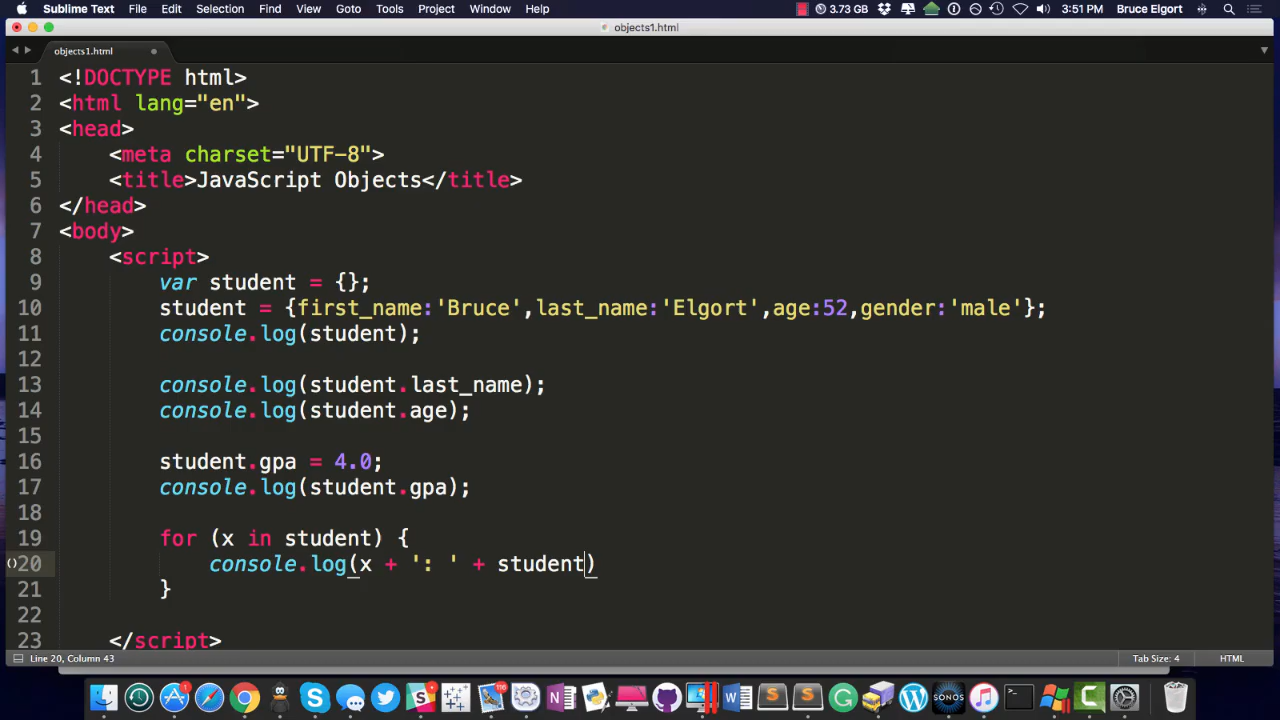 Sublime Text File Edit Selection Find View Goto Tools Project Window Help 3.73 GB 3:51 PM Bruce Elgort
objects1.html
objects1.html
1 <!DOCTYPE html>
2 <html lang="en">
3 <head>
4 <meta charset="UTF-8">
5 <title>JavaScript Objects</title>
6 </head>
7 <body>
8 <script>
9 var student = {};
10 student = {first_name:'Bruce',last_name:'Elgort',age:52,gender:'male'};
11 console.log(student);
12
13 console.log(student.last_name);
14 console.log(student.age);
15
16 student.gpa = 4.0;
17 console.log(student.gpa);
18
19 for (x in student) {
20 console.log(x + ': ' + student)
21 }
22
23 </script>
Line 20, Column 43 Tab Size: 4 HTML